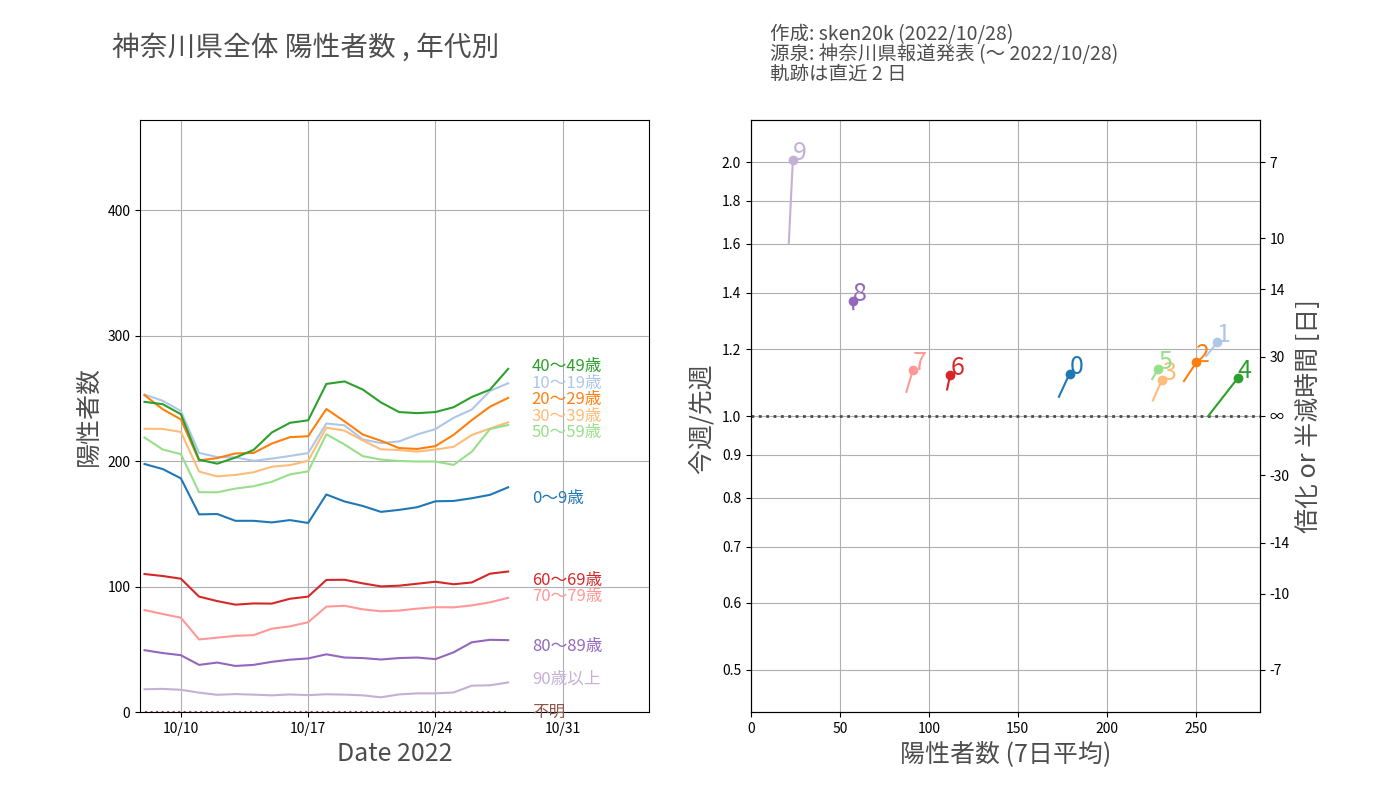 神奈川県全体 陽性者数 , 年代別
作成: sken20k (2022/10/28)
源泉: 神奈川県報道発表 (〜 2022/10/28)
軌跡は直近 2 日
陽性者数
400
300
200
100
0
10/10
10/17
10/24
10/31
Date 2022
40〜49歳
10〜19歳
20〜29歳
30〜39歳
50〜59歳
0〜9歳
60〜69歳
70〜79歳
80〜89歳
90歳以上
不明
今週/先週
2.0
1.8
1.6
1.4
1.2
1.0
0.9
0.8
0.7
0.6
0.5
9
8
7
6
0
5
3
2
1
4
0
50
100
150
200
250
陽性者数 (7日平均)
7
10
14
30
∞
-30
-14
-10
-7
倍化 or 半減時間 [日]